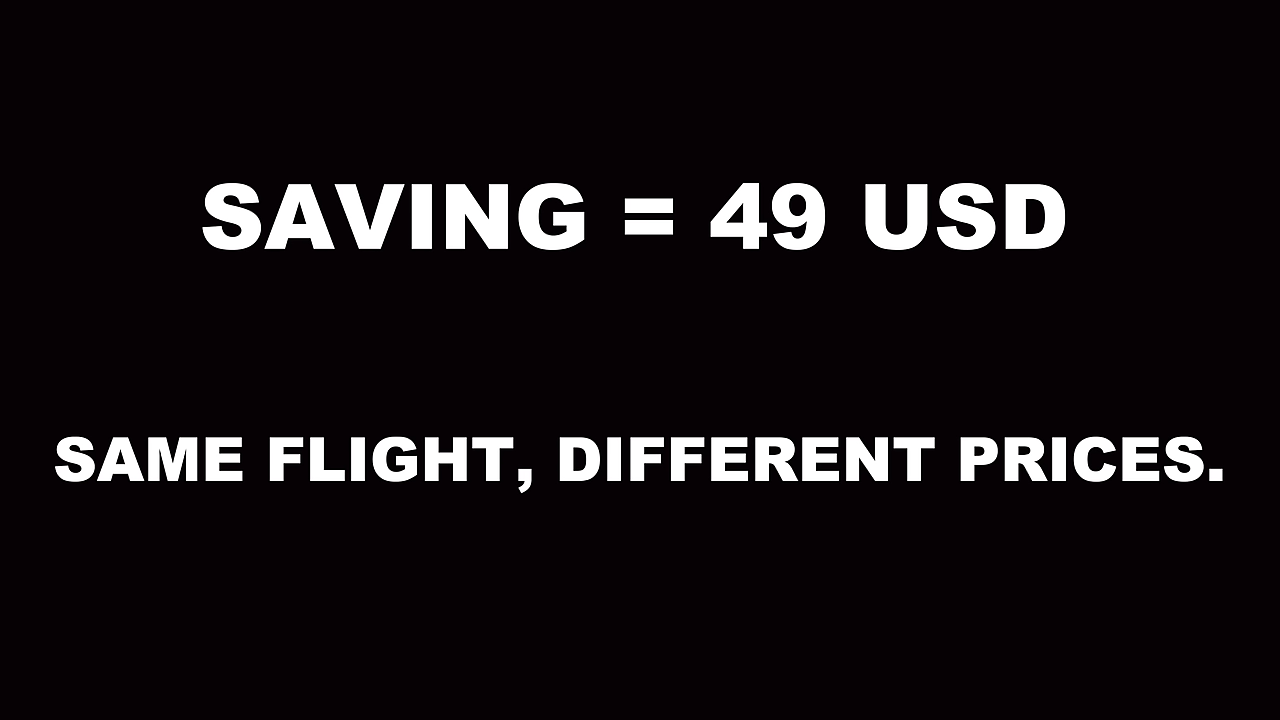 SAVING = 49 USD
SAME FLIGHT, DIFFERENT PRICES.